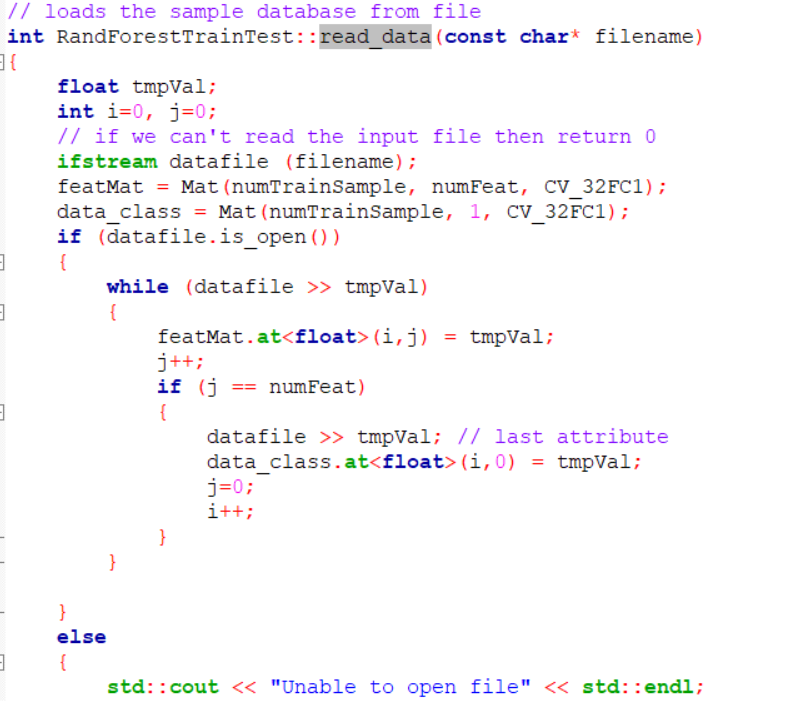 // loads the sample database from file
int RandForestTrainTest::read_data(const char* filename)
{
    float tmpVal;
    int i=0, j=0;
    // if we can't read the input file then return 0
    ifstream datafile (filename);
    featMat = Mat(numTrainSample, numFeat, CV_32FC1);
    data_class = Mat(numTrainSample, 1, CV_32FC1);
    if (datafile.is_open())
    {
        while (datafile >> tmpVal)
        {
            featMat.at<float>(i,j) = tmpVal;
            j++;
            if (j == numFeat)
            {
                datafile >> tmpVal; // last attribute
                data_class.at<float>(i,0) = tmpVal;
                j=0;
                i++;
            }
        }
    }
    else
    {
        std::cout << "Unable to open file" << std::endl;